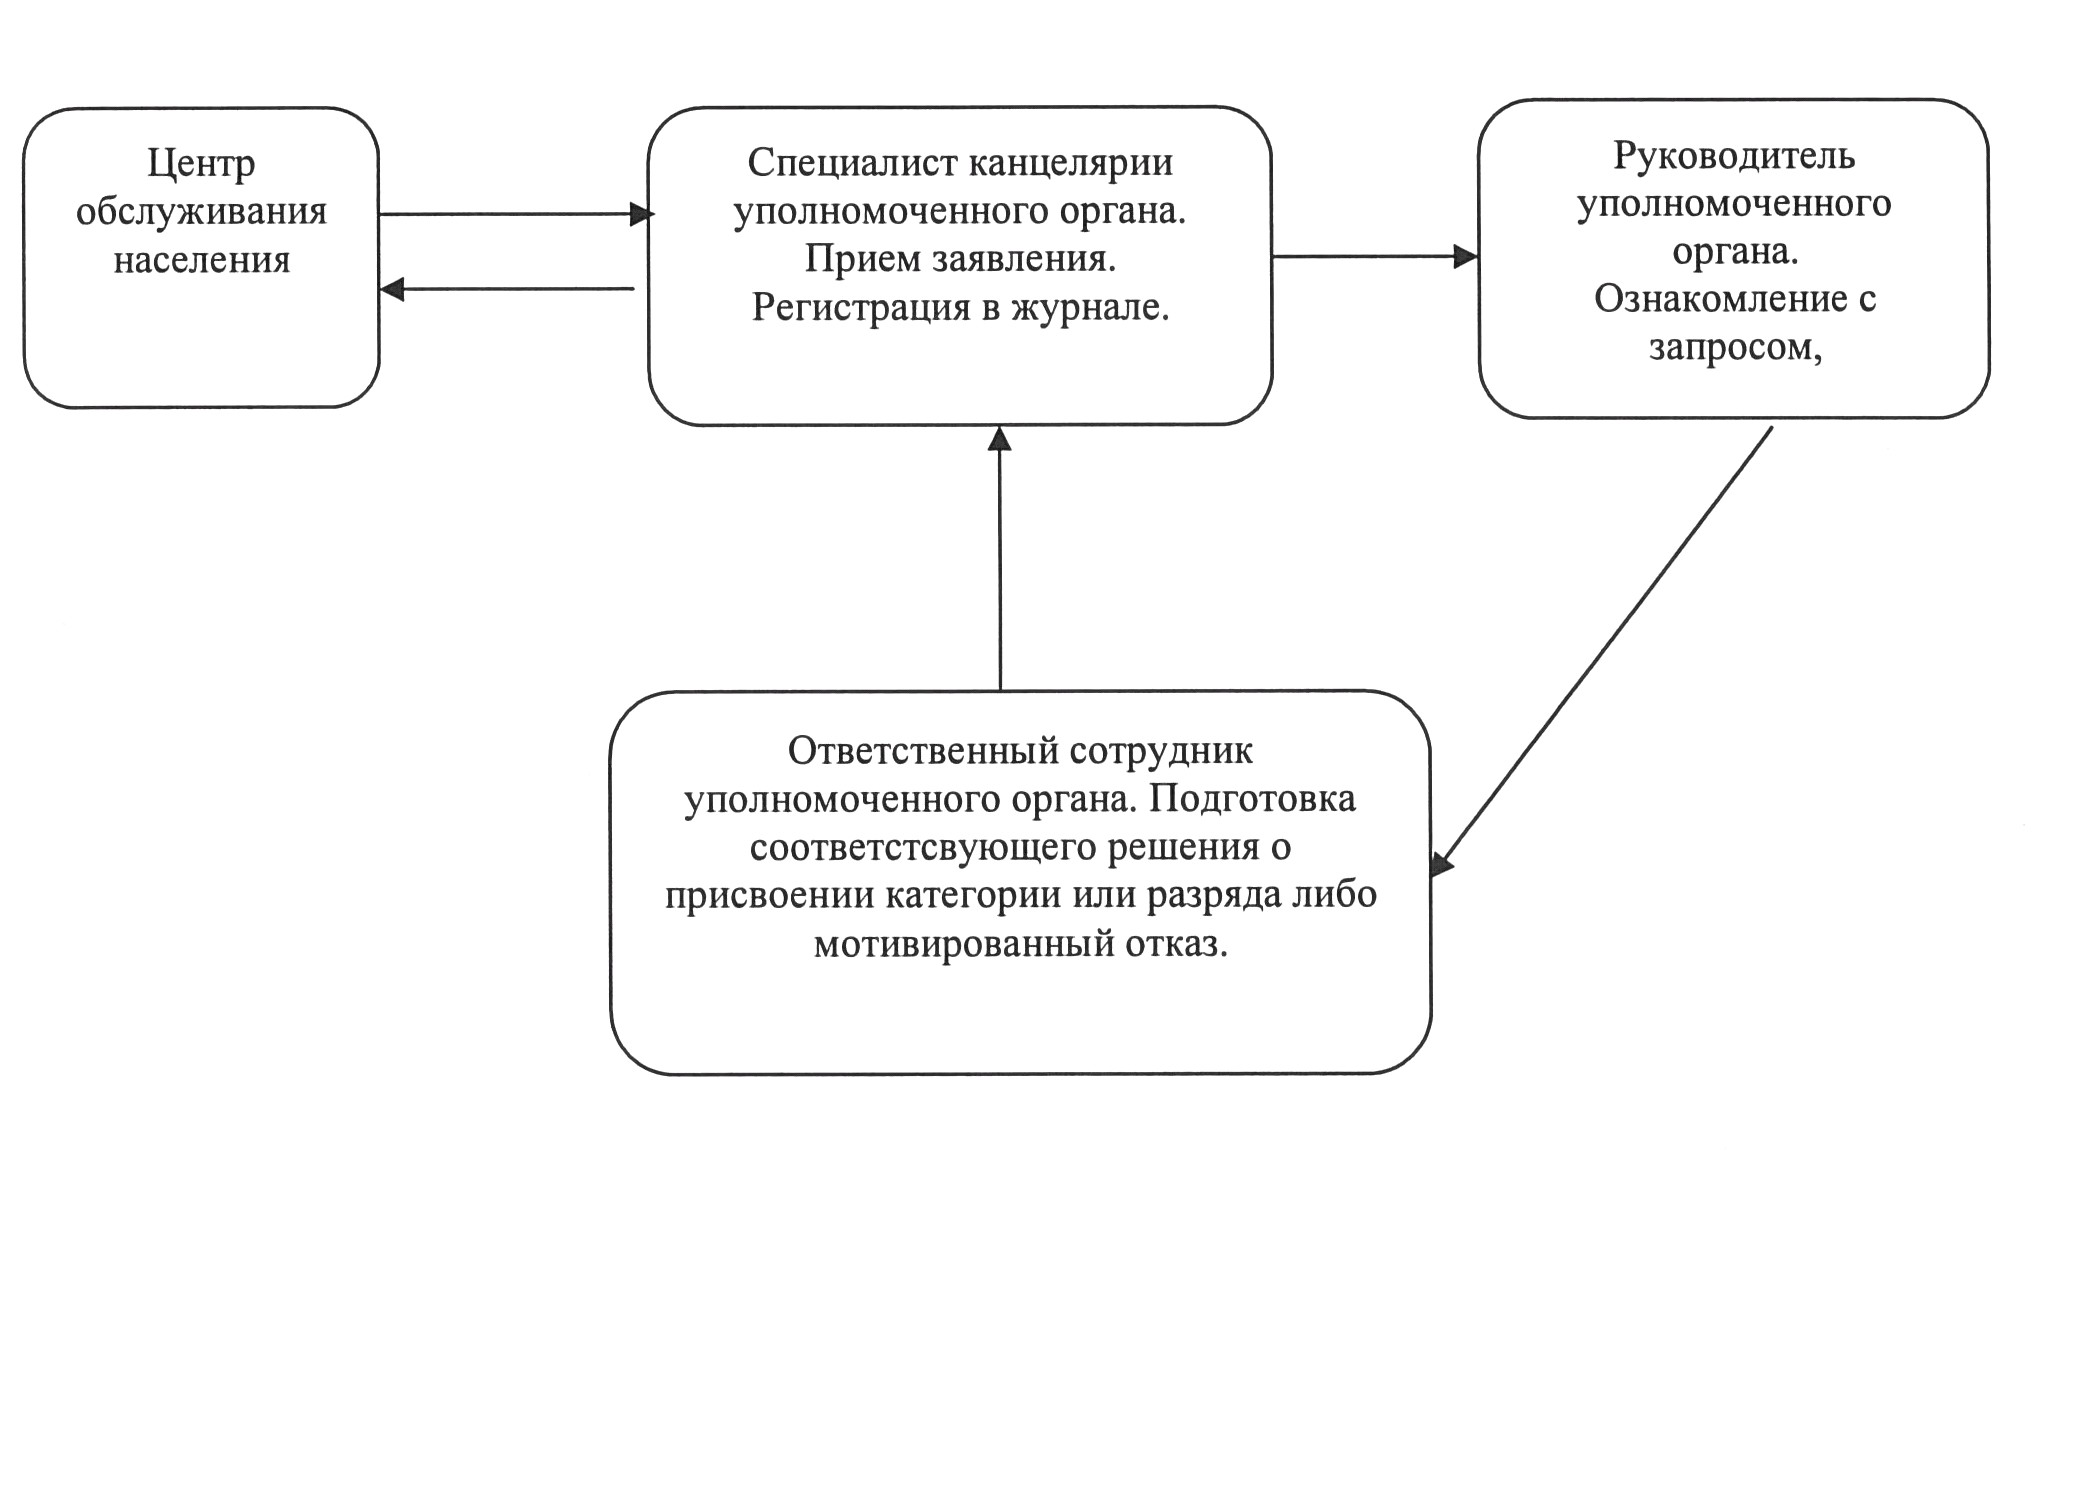 Центр
обслуживания
населения
Специалист канцелярии
уполномоченного органа.
Прием заявления.
Регистрация в журнале.
Руководитель
уполномоченного
органа.
Ознакомление с
запросом,
Ответственный сотрудник
уполномоченного органа. Подготовка
соответстсвующего решения о
присвоении категории или разряда либо
мотивированный отказ.